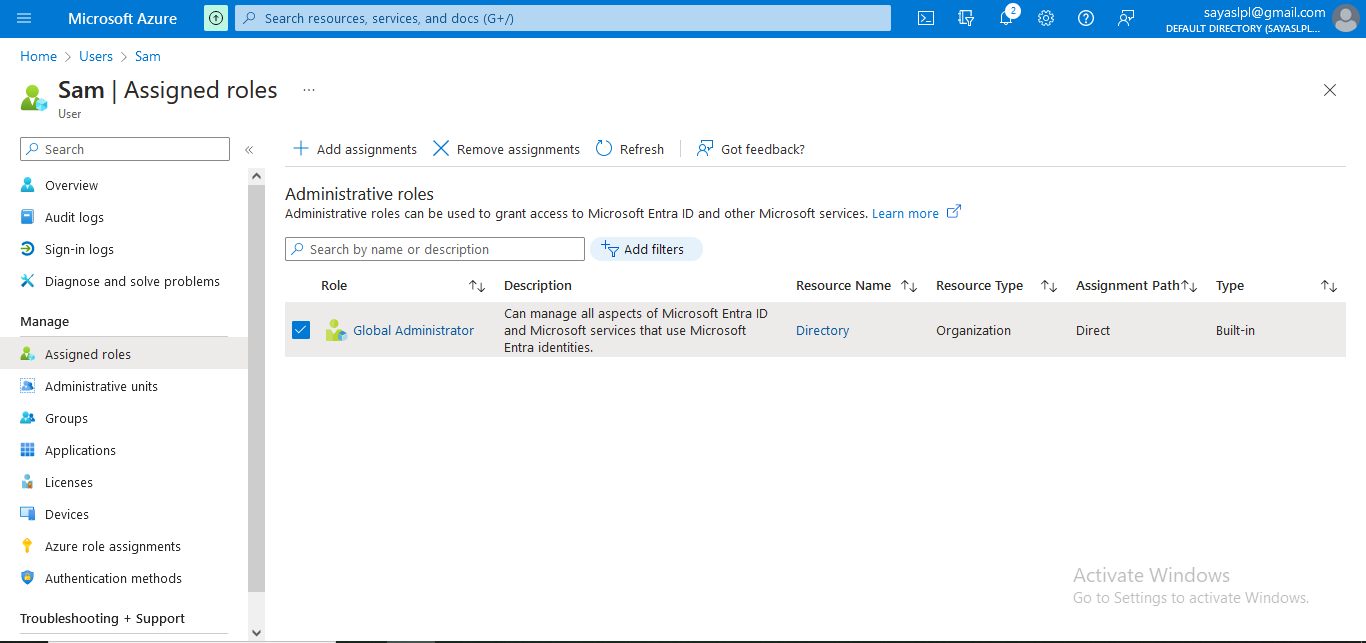 Microsoft Azure
Search resources, services, and docs (G+/)
2
sayaslpl@gmail.com
DEFAULT DIRECTORY (SAYASLPL...
Home > Users > Sam
Sam | Assigned roles ...
User
Search
«
Add assignments
Remove assignments
Refresh
Got feedback?
Overview
Audit logs
Sign-in logs
Diagnose and solve problems
Manage
Assigned roles
Administrative units
Groups
Applications
Licenses
Devices
Azure role assignments
Authentication methods
Troubleshooting + Support
Administrative roles
Administrative roles can be used to grant access to Microsoft Entra ID and other Microsoft services. Learn more
Search by name or description
Add filters
Role
Description
Resource Name
Resource Type
Assignment Path
Type
Global Administrator
Can manage all aspects of Microsoft Entra ID
and Microsoft services that use Microsoft
Entra identities.
Directory
Organization
Direct
Built-in
Activate Windows
Go to Settings to activate Windows.